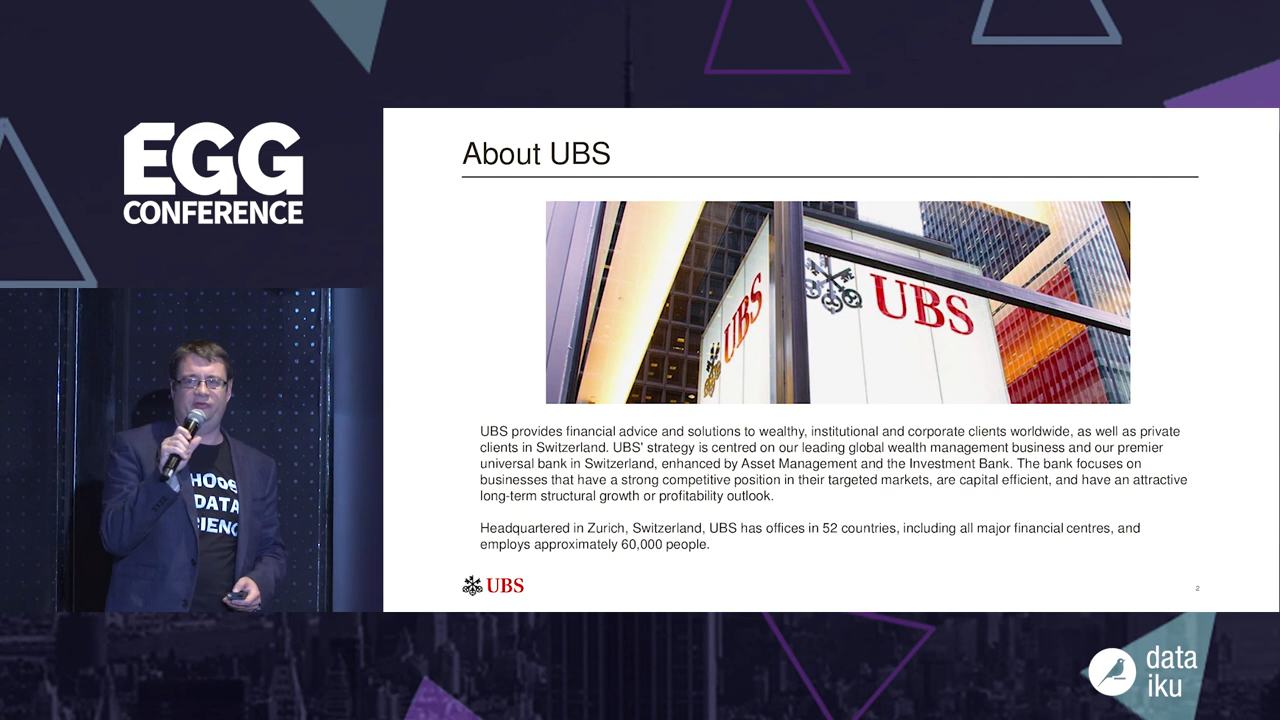 EGG
CONFERENCE
About UBS
UBS
UBS
UBS provides financial advice and solutions to wealthy, institutional and corporate clients worldwide, as well as private
clients in Switzerland. UBS' strategy is centred on our leading global wealth management business and our premier
universal bank in Switzerland, enhanced by Asset Management and the Investment Bank. The bank focuses on
businesses that have a strong competitive position in their targeted markets, are capital efficient, and have an attractive
long-term structural growth or profitability outlook.
Headquartered in Zurich, Switzerland, UBS has offices in 52 countries, including all major financial centres, and
employs approximately 60,000 people.
UBS
2
HOOS
DATA
IENC
data
iku